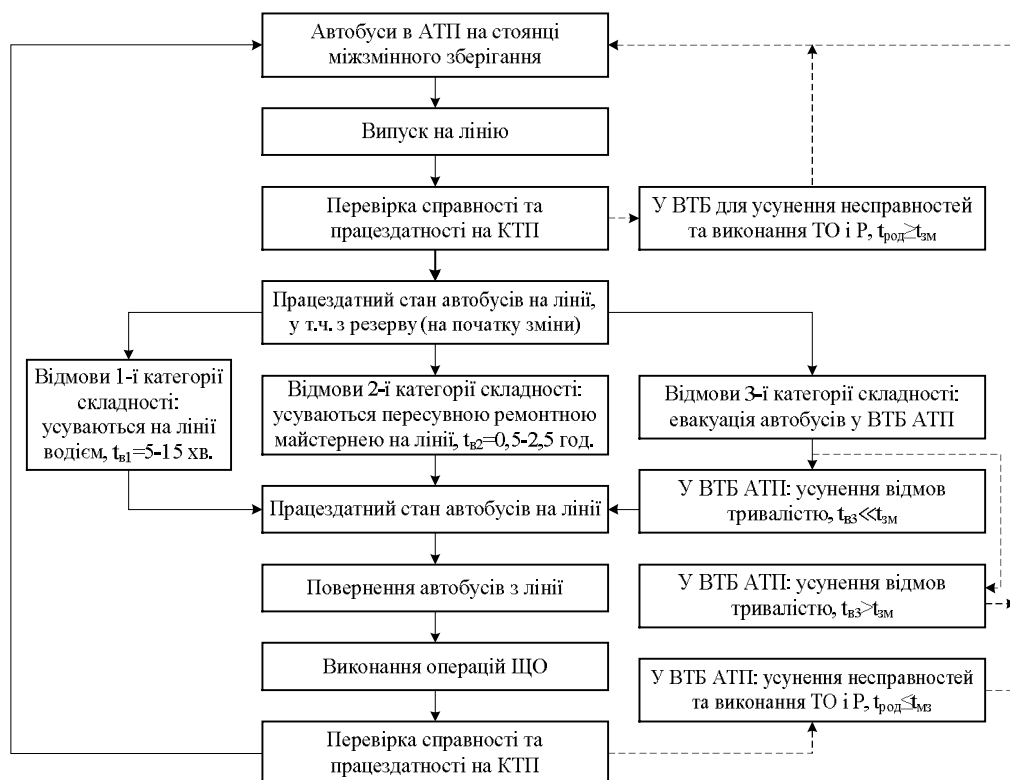 Автобуси в АТП на стоянці
міжзмінного зберігання
Випуск на лінію
Перевірка справності та
працездатності на КТП
У ВТБ для усунення несправностей
та виконання ТО і Р, tрод≥tзм
Працездатний стан автобусів на лінії,
у т.ч. з резерву (на початку зміни)
Відмови 1-ї категорії
складності:
усуваються на лінії
водієм, tв1=5-15 хв.
Відмови 2-ї категорії складності:
усуваються пересувною ремонтною
майстернею на лінії, tв2=0,5-2,5 год.
Відмови 3-ї категорії складності:
евакуація автобусів у ВТБ АТП
Працездатний стан автобусів на лінії
У ВТБ АТП: усунення відмов
тривалістю, tв3≪tзм
Повернення автобусів з лінії
У ВТБ АТП: усунення відмов
тривалістю, tв3>tзм
Виконання операцій ЩО
У ВТБ АТП: усунення несправностей
та виконання ТО і Р, tрод≤tмз
Перевірка справності та
працездатності на КТП